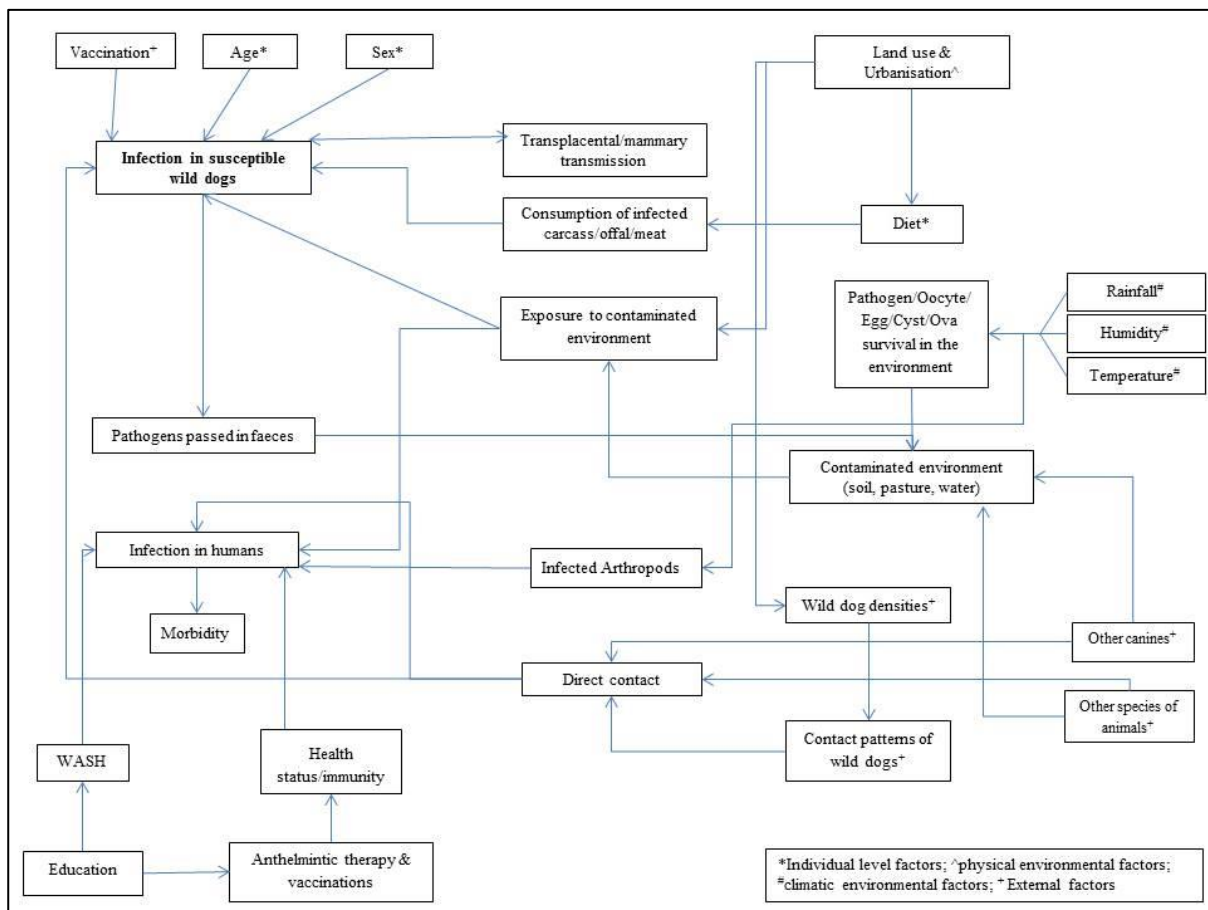 Vaccination⁺
Age*
Sex*
Land use &
Urbanisation^
Infection in susceptible
wild dogs
Transplacental/mammary
transmission
Consumption of infected
carcass/offal/meat
Diet*
Exposure to contaminated
environment
Pathogen/Oocyte/
Egg/Cyst/Ova
survival in the
environment
Rainfall#
Humidity#
Temperature#
Pathogens passed in faeces
Contaminated environment
(soil, pasture, water)
Infection in humans
Infected Arthropods
Wild dog densities⁺
Morbidity
Other canines⁺
Direct contact
Other species of
animals⁺
WASH
Health
status/immunity
Contact patterns of
wild dogs⁺
Education
Anthelmintic therapy &
vaccinations
*Individual level factors; ^physical environmental factors;
#climatic environmental factors; ⁺ External factors